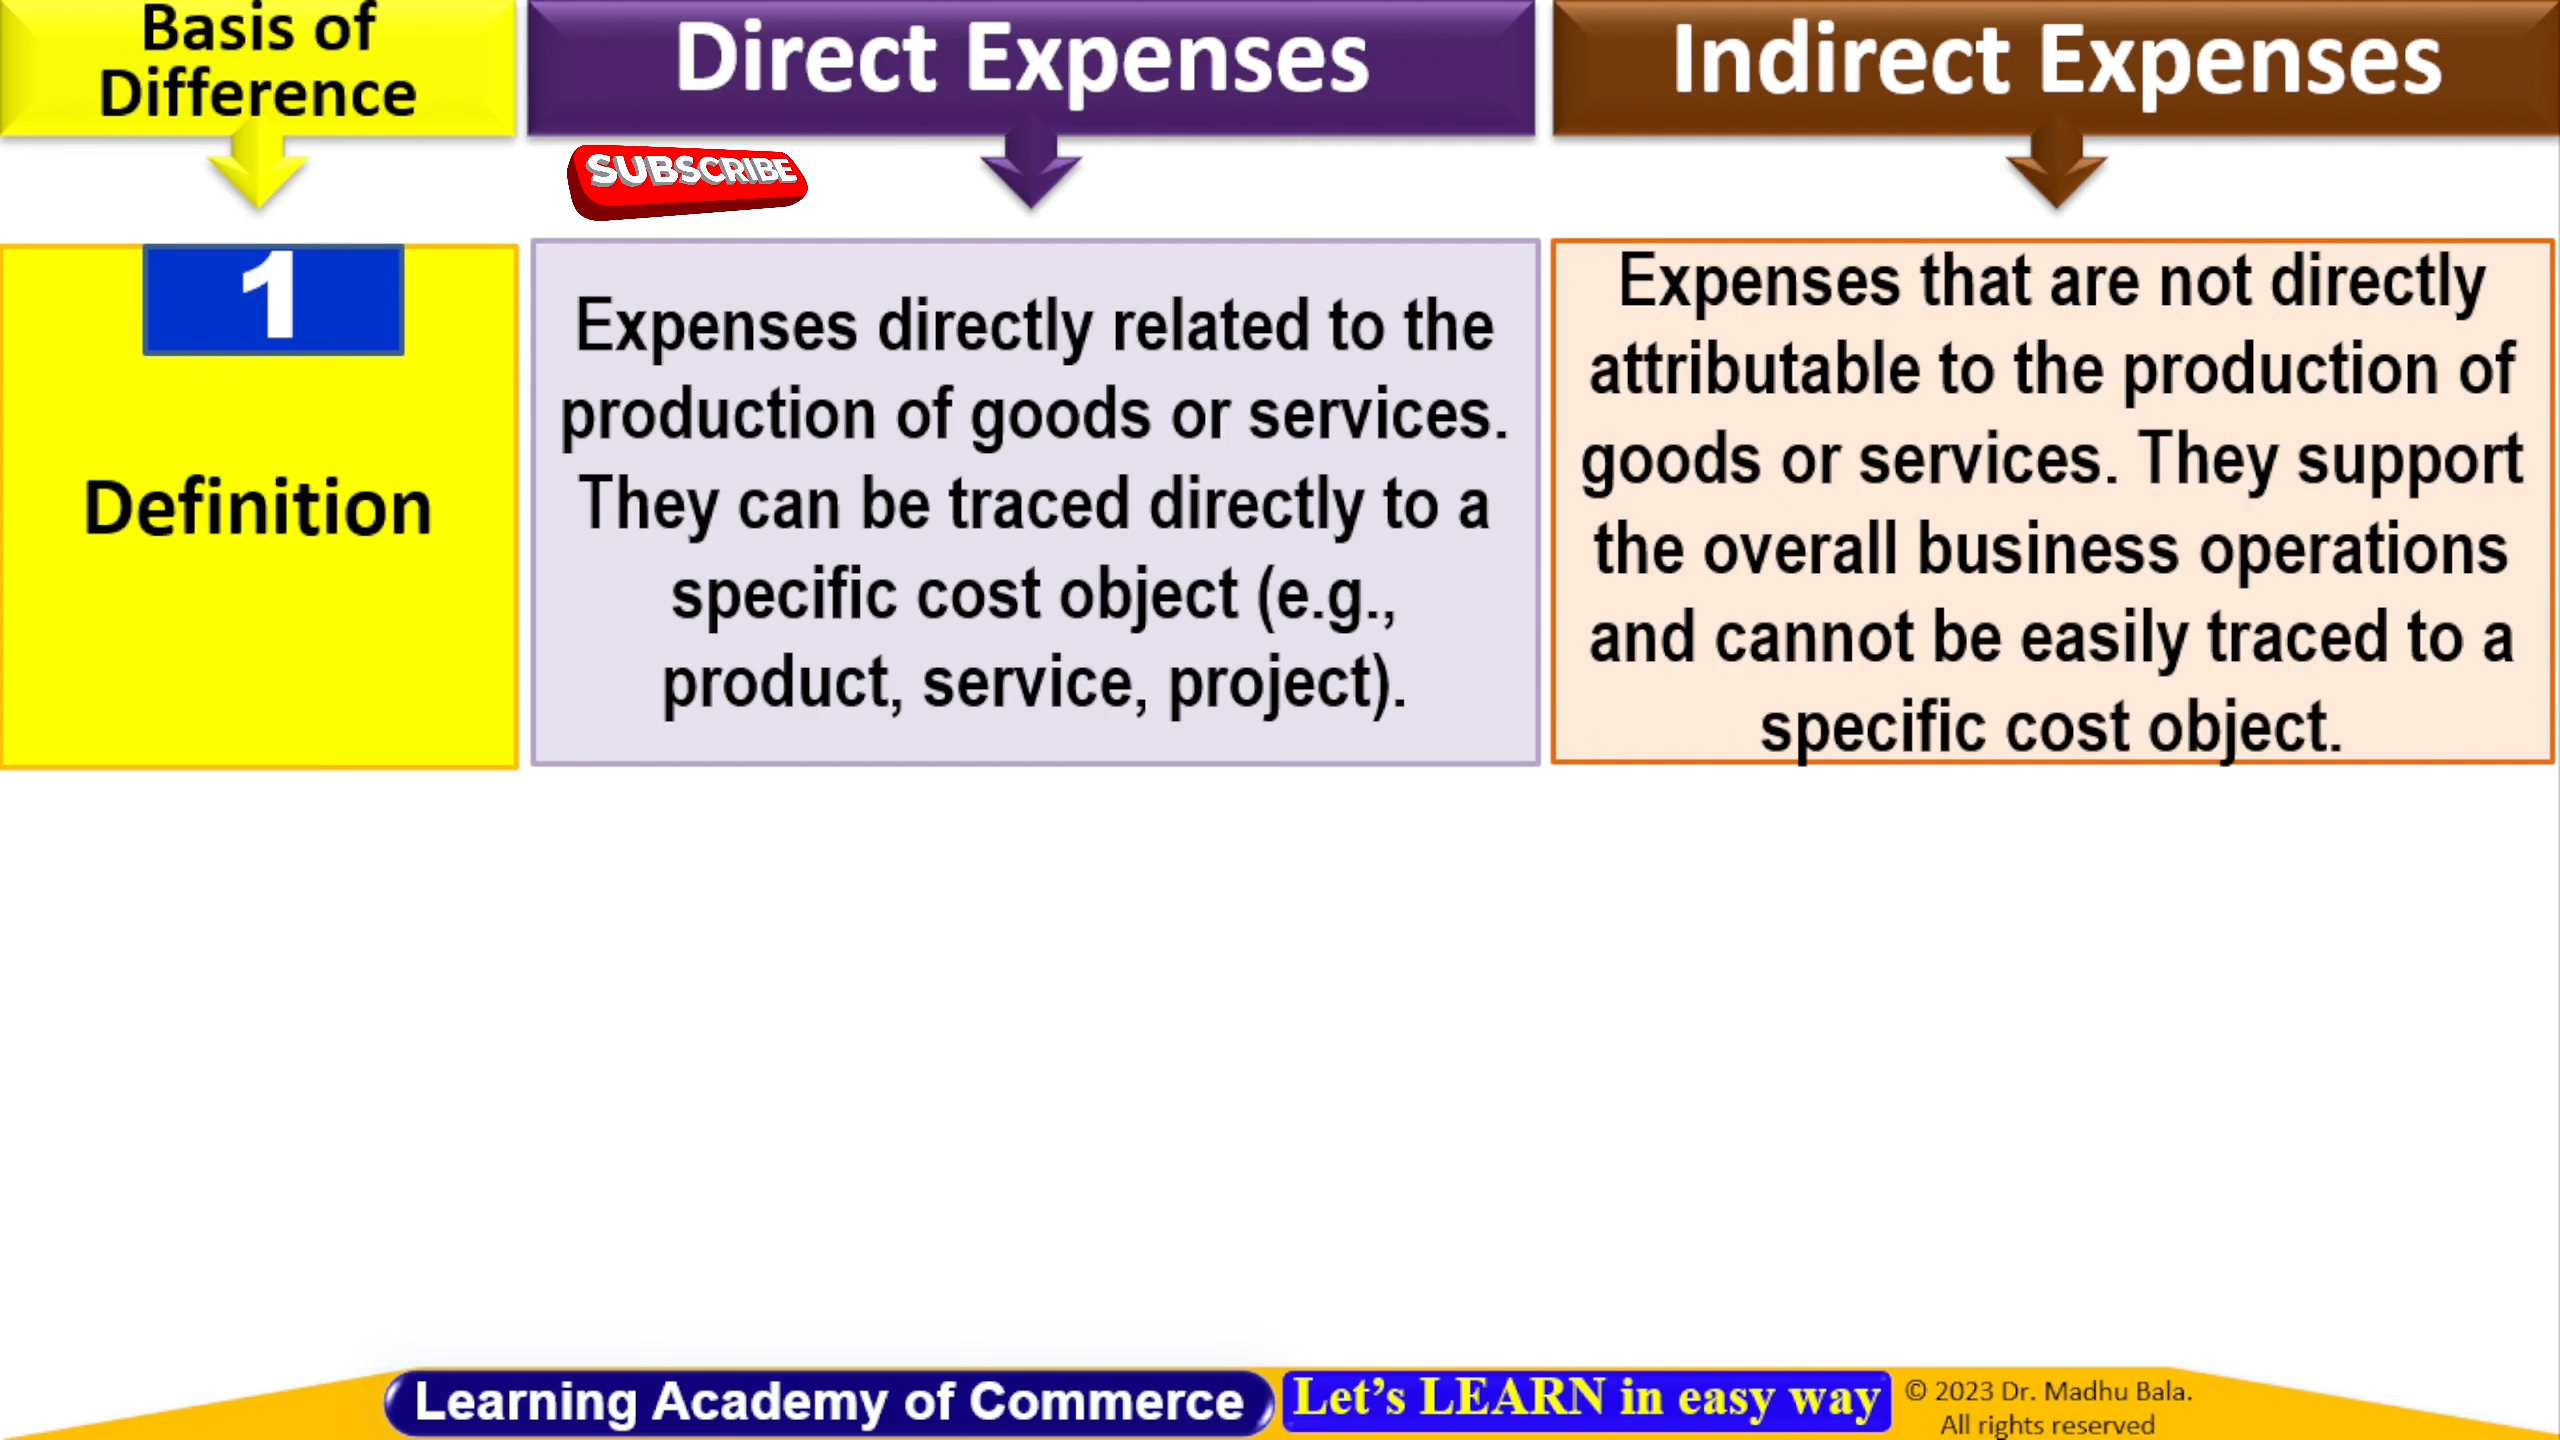 Basis of
Difference
Direct Expenses
Indirect Expenses
SUBSCRIBE
1
Definition
Expenses directly related to the
production of goods or services.
They can be traced directly to a
specific cost object (e.g.,
product, service, project).
Expenses that are not directly
attributable to the production of
goods or services. They support
the overall business operations
and cannot be easily traced to a
specific cost object.
Learning Academy of Commerce
Let's LEARN in easy way
© 2023 Dr. Madhu Bala.
All rights reserved